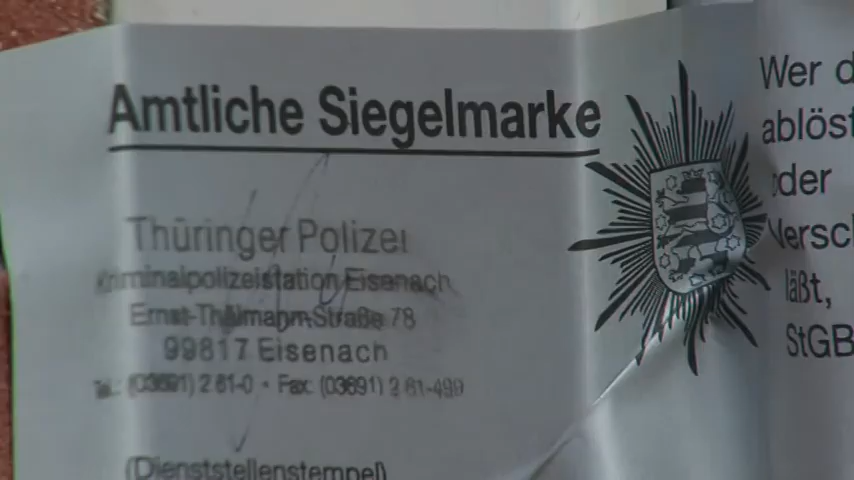 Amtliche Siegelmarke
Thüringer Polizei
Kriminalpolizeistation Eisenach
Ernst-Thälmann-Straße 78
99817 Eisenach
Tel.: (03691) 2 61-0 • Fax: (03691) 2 61-499
(Dienststellenstempel)
Wer d
ablöst
oder
Versch
läßt,
StGB